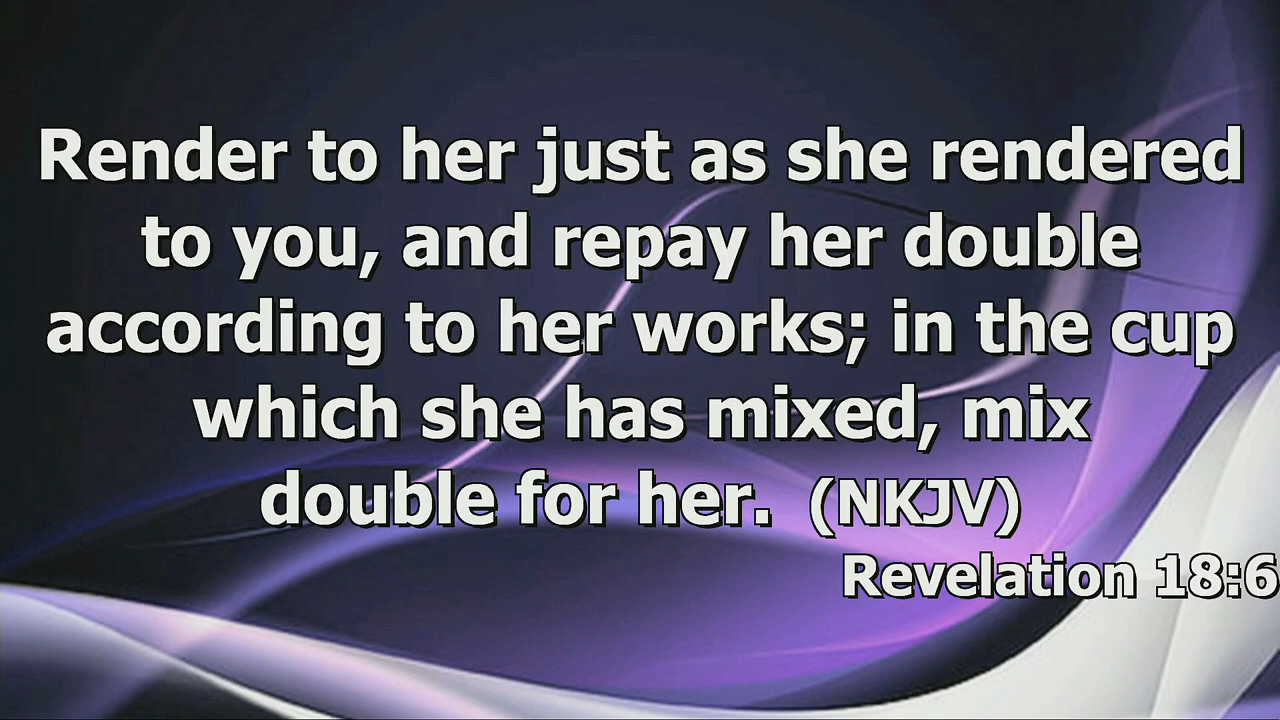 Render to her just as she rendered
to you, and repay her double
according to her works; in the cup
which she has mixed, mix
double for her. (NKJV)
Revelation 18:6